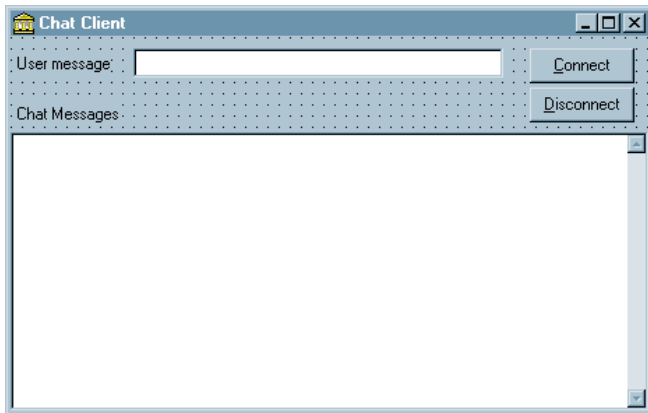 Chat Client
User message: Connect
Disconnect
Chat Messages